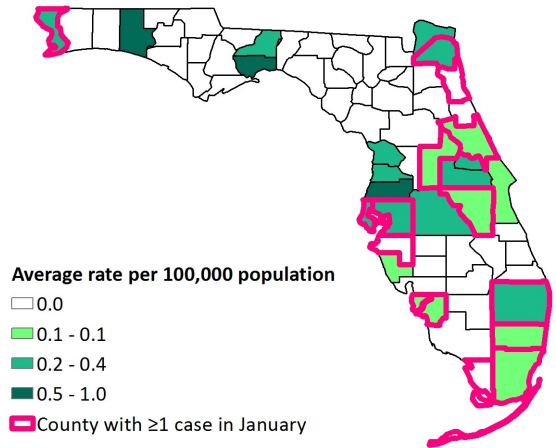 Average rate per 100,000 population
0.0
0.1 - 0.1
0.2 - 0.4
0.5 - 1.0
County with ≥1 case in January